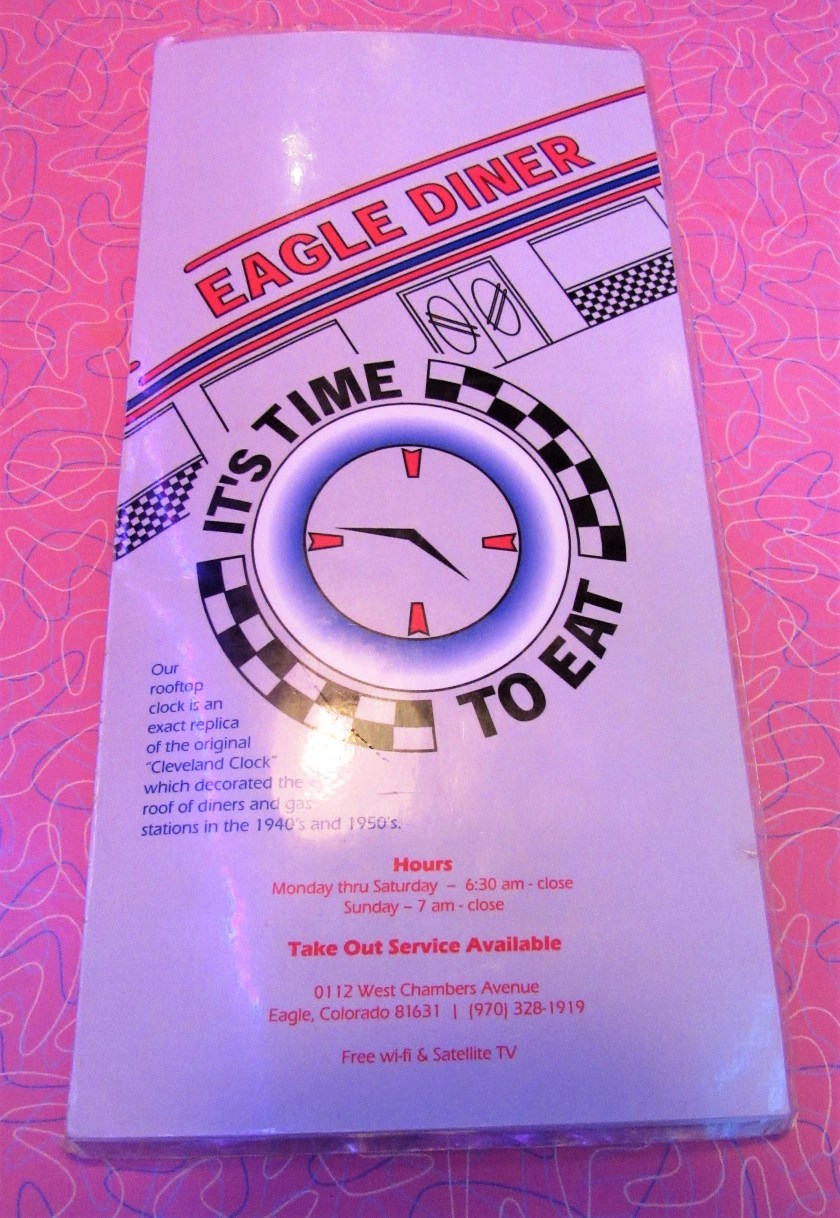 EAGLE DINER
IT'S TIME
TO EAT
Our
rooftop
clock is an
exact replica
of the original
“Cleveland Clock”
which decorated the
roof of diners and gas
stations in the 1940's and 1950's.
Hours
Monday thru Saturday – 6:30 am - close
Sunday – 7 am - close
Take Out Service Available
0112 West Chambers Avenue
Eagle, Colorado 81631 | (970) 328-1919
Free wi-fi & Satellite TV